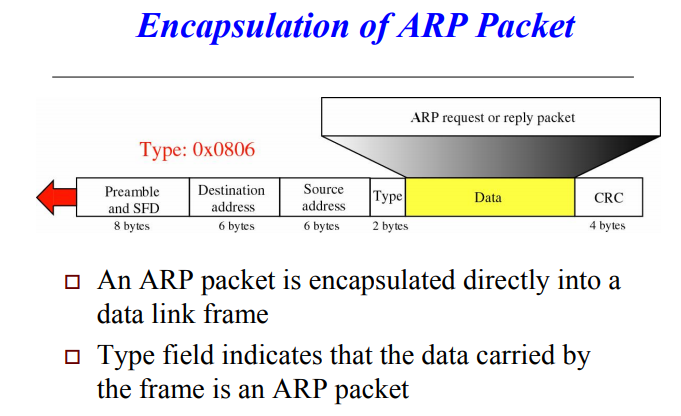 Encapsulation of ARP Packet
ARP request or reply packet
Type: 0x0806
Preamble
and SFD
Destination
address
Source
address
Type
Data
CRC
8 bytes
6 bytes
6 bytes
2 bytes
4 bytes
An ARP packet is encapsulated directly into a
data link frame
Type field indicates that the data carried by
the frame is an ARP packet